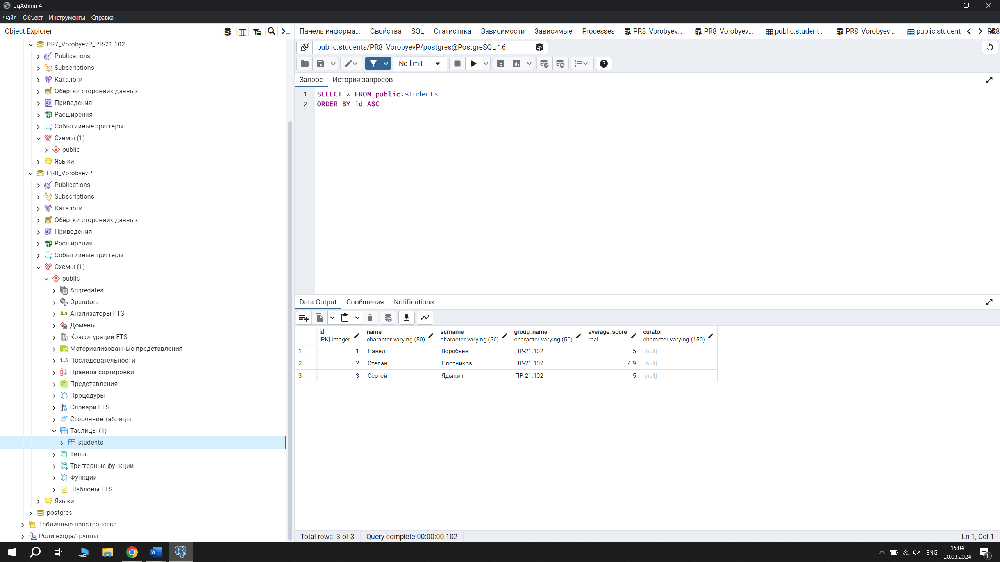 pgAdmin 4
Файл Объект Инструменты Справка
Object Explorer
PR7_VorobyevP_PR-21.102
Publications
Subscriptions
Каталоги
Обёртки сторонних данных
Приведения
Расширения
Событийные триггеры
Схемы (1)
public
Языки
PR8_VorobyevP
Publications
Subscriptions
Каталоги
Обёртки сторонних данных
Приведения
Расширения
Событийные триггеры
Схемы (1)
public
Aggregates
Operators
Aa Анализаторы FTS
Домены
Конфигурации FTS
Материализованные представления
1..3 Последовательности
Правила сортировки
Представления
Процедуры
Словари FTS
Сторонние таблицы
Таблицы (1)
students
Типы
Триггерные функции
Функции
Шаблоны FTS
Языки
postgres
Табличные пространства
Роли входа/группы
Панель информа... Свойства SQL Статистика Зависимости Зависимые Processes PR8_Vorobyev... PR8_Vorobyev... public.student... PR8_Vorobyev... public.student
public.students/PR8_VorobyevP/postgres@PostgreSQL 16
No limit E
Запрос История запросов
1 SELECT * FROM public.students
2 ORDER BY id ASC
Data Output Сообщения Notifications
id name surname group_name average_score curator
[PK] integer character varying (50) character varying (50) character varying (50) real character varying (150)
1 1 Павел Воробьев ПР-21.102 5 [null]
2 2 Степан Плотников ПР-21.102 4.9 [null]
3 3 Сергей Ядыкин ПР-21.102 5 [null]
Total rows: 3 of 3 Query complete 00:00:00.102 Ln 1, Col 1
ENG 15:04
28.03.2024 1